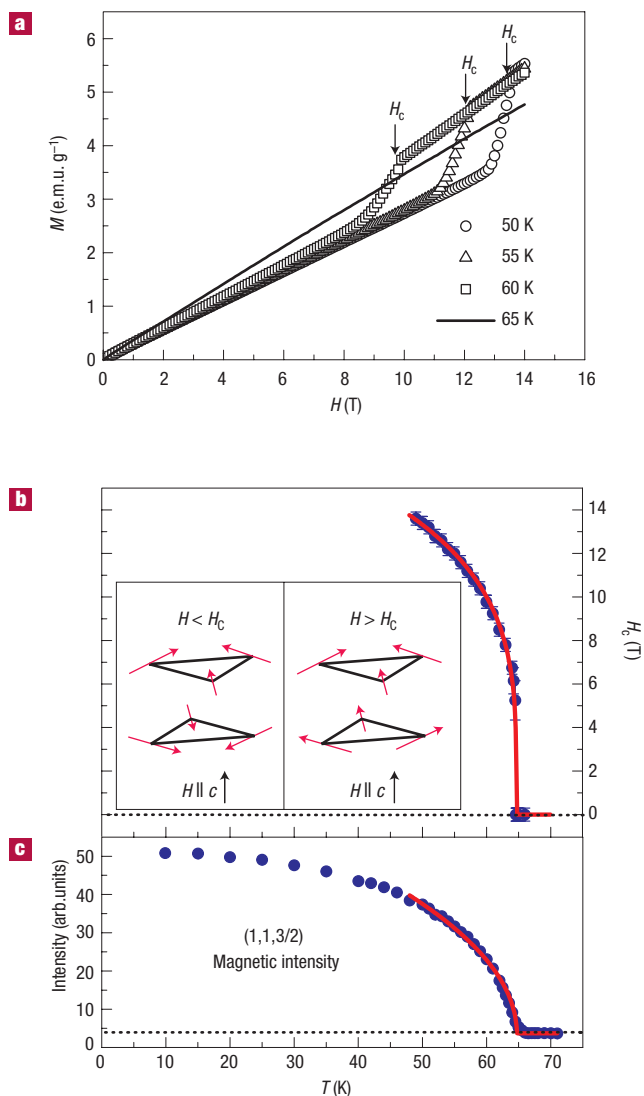 a
6
5
4
3
2
1
0
M (e.m.u. g⁻¹)
Hc
Hc
Hc
50 K
55 K
60 K
65 K
0 2 4 6 8 10 12 14 16
H (T)
b
14
12
10
8
6
4
2
0
Hc (T)
H < HC
H > HC
H || c
H || c
c
50
40
30
20
10
0
Intensity (arb.units)
(1,1,3/2)
Magnetic intensity
0 10 20 30 40 50 60 70
T (K)